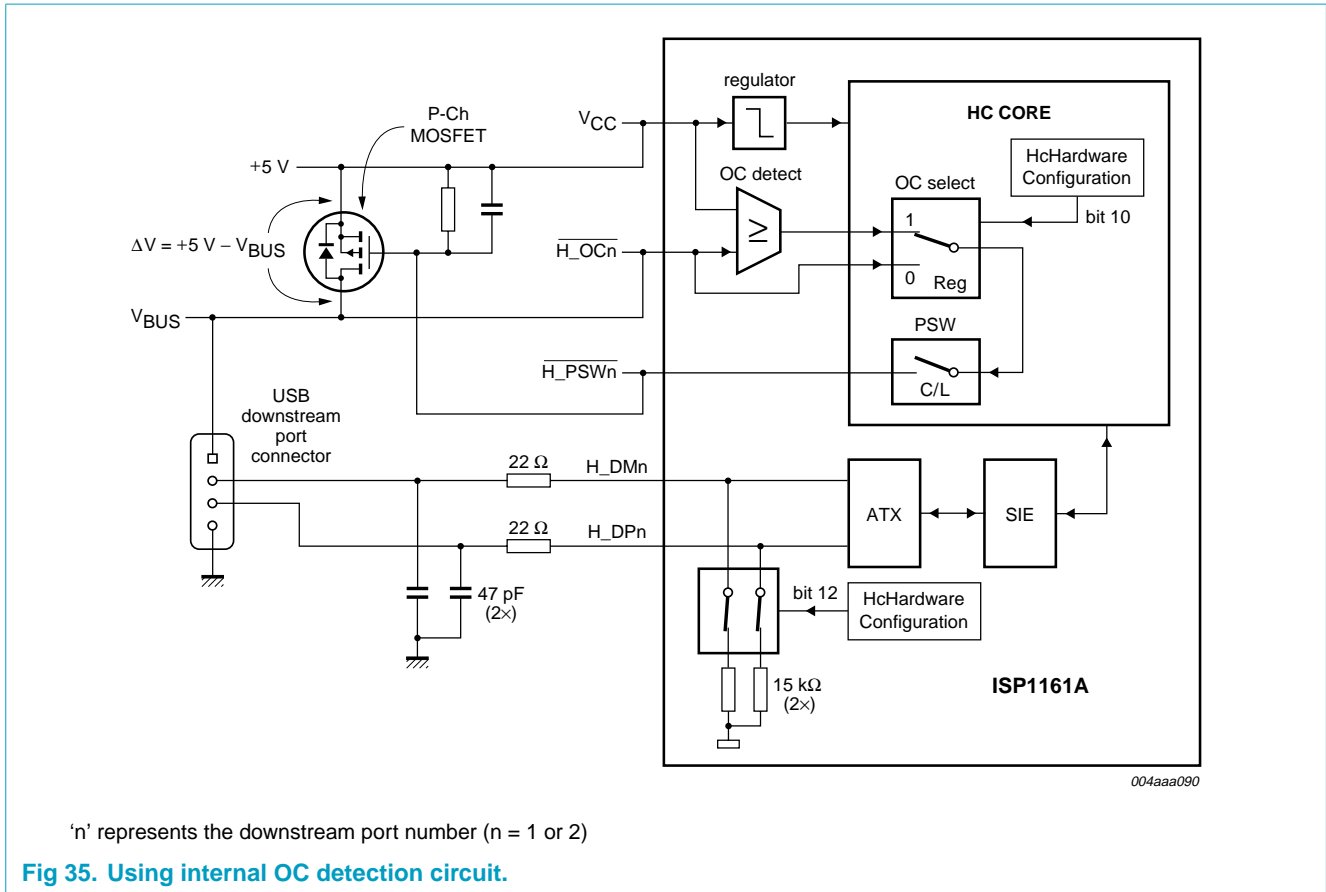 regulator
P-Ch
MOSFET
VCC
HC CORE
HcHardware
Configuration
+5 V
OC detect
OC select
bit 10
1
≥
ΔV = +5 V − VBUS
H_OCn
0
Reg
VBUS
PSW
H_PSWn
C/L
USB
downstream
port
connector
22 Ω
H_DMn
ATX
SIE
22 Ω
H_DPn
47 pF
(2×)
bit 12
HcHardware
Configuration
15 kΩ
(2×)
ISP1161A
004aaa090
‘n’ represents the downstream port number (n = 1 or 2)
Fig 35. Using internal OC detection circuit.